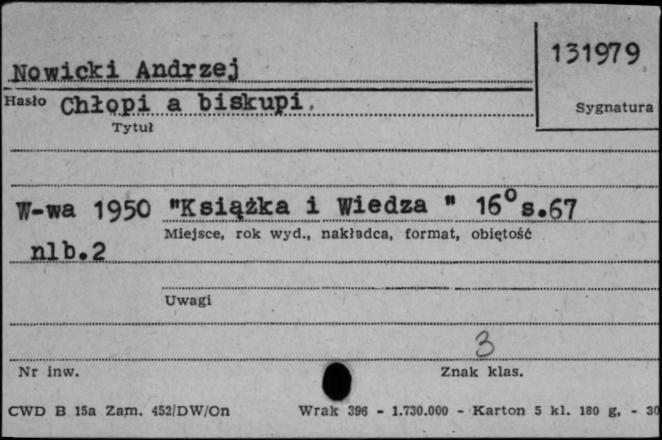 131979
Nowicki Andrzej
Hasło Chłopi a biskupi.
Sygnatura
Tytuł
W-wa 1950 "Książka i Wiedza " 16° s.67
Miejsce, rok wyd., nakładca, format, objętość
nlb.2
Uwagi
3
Nr inw. Znak klas.
CWD B 15a Zam. 452/DW/On Wrak 396 - 1.730.000 - Karton 5 kl. 180 g, - 30